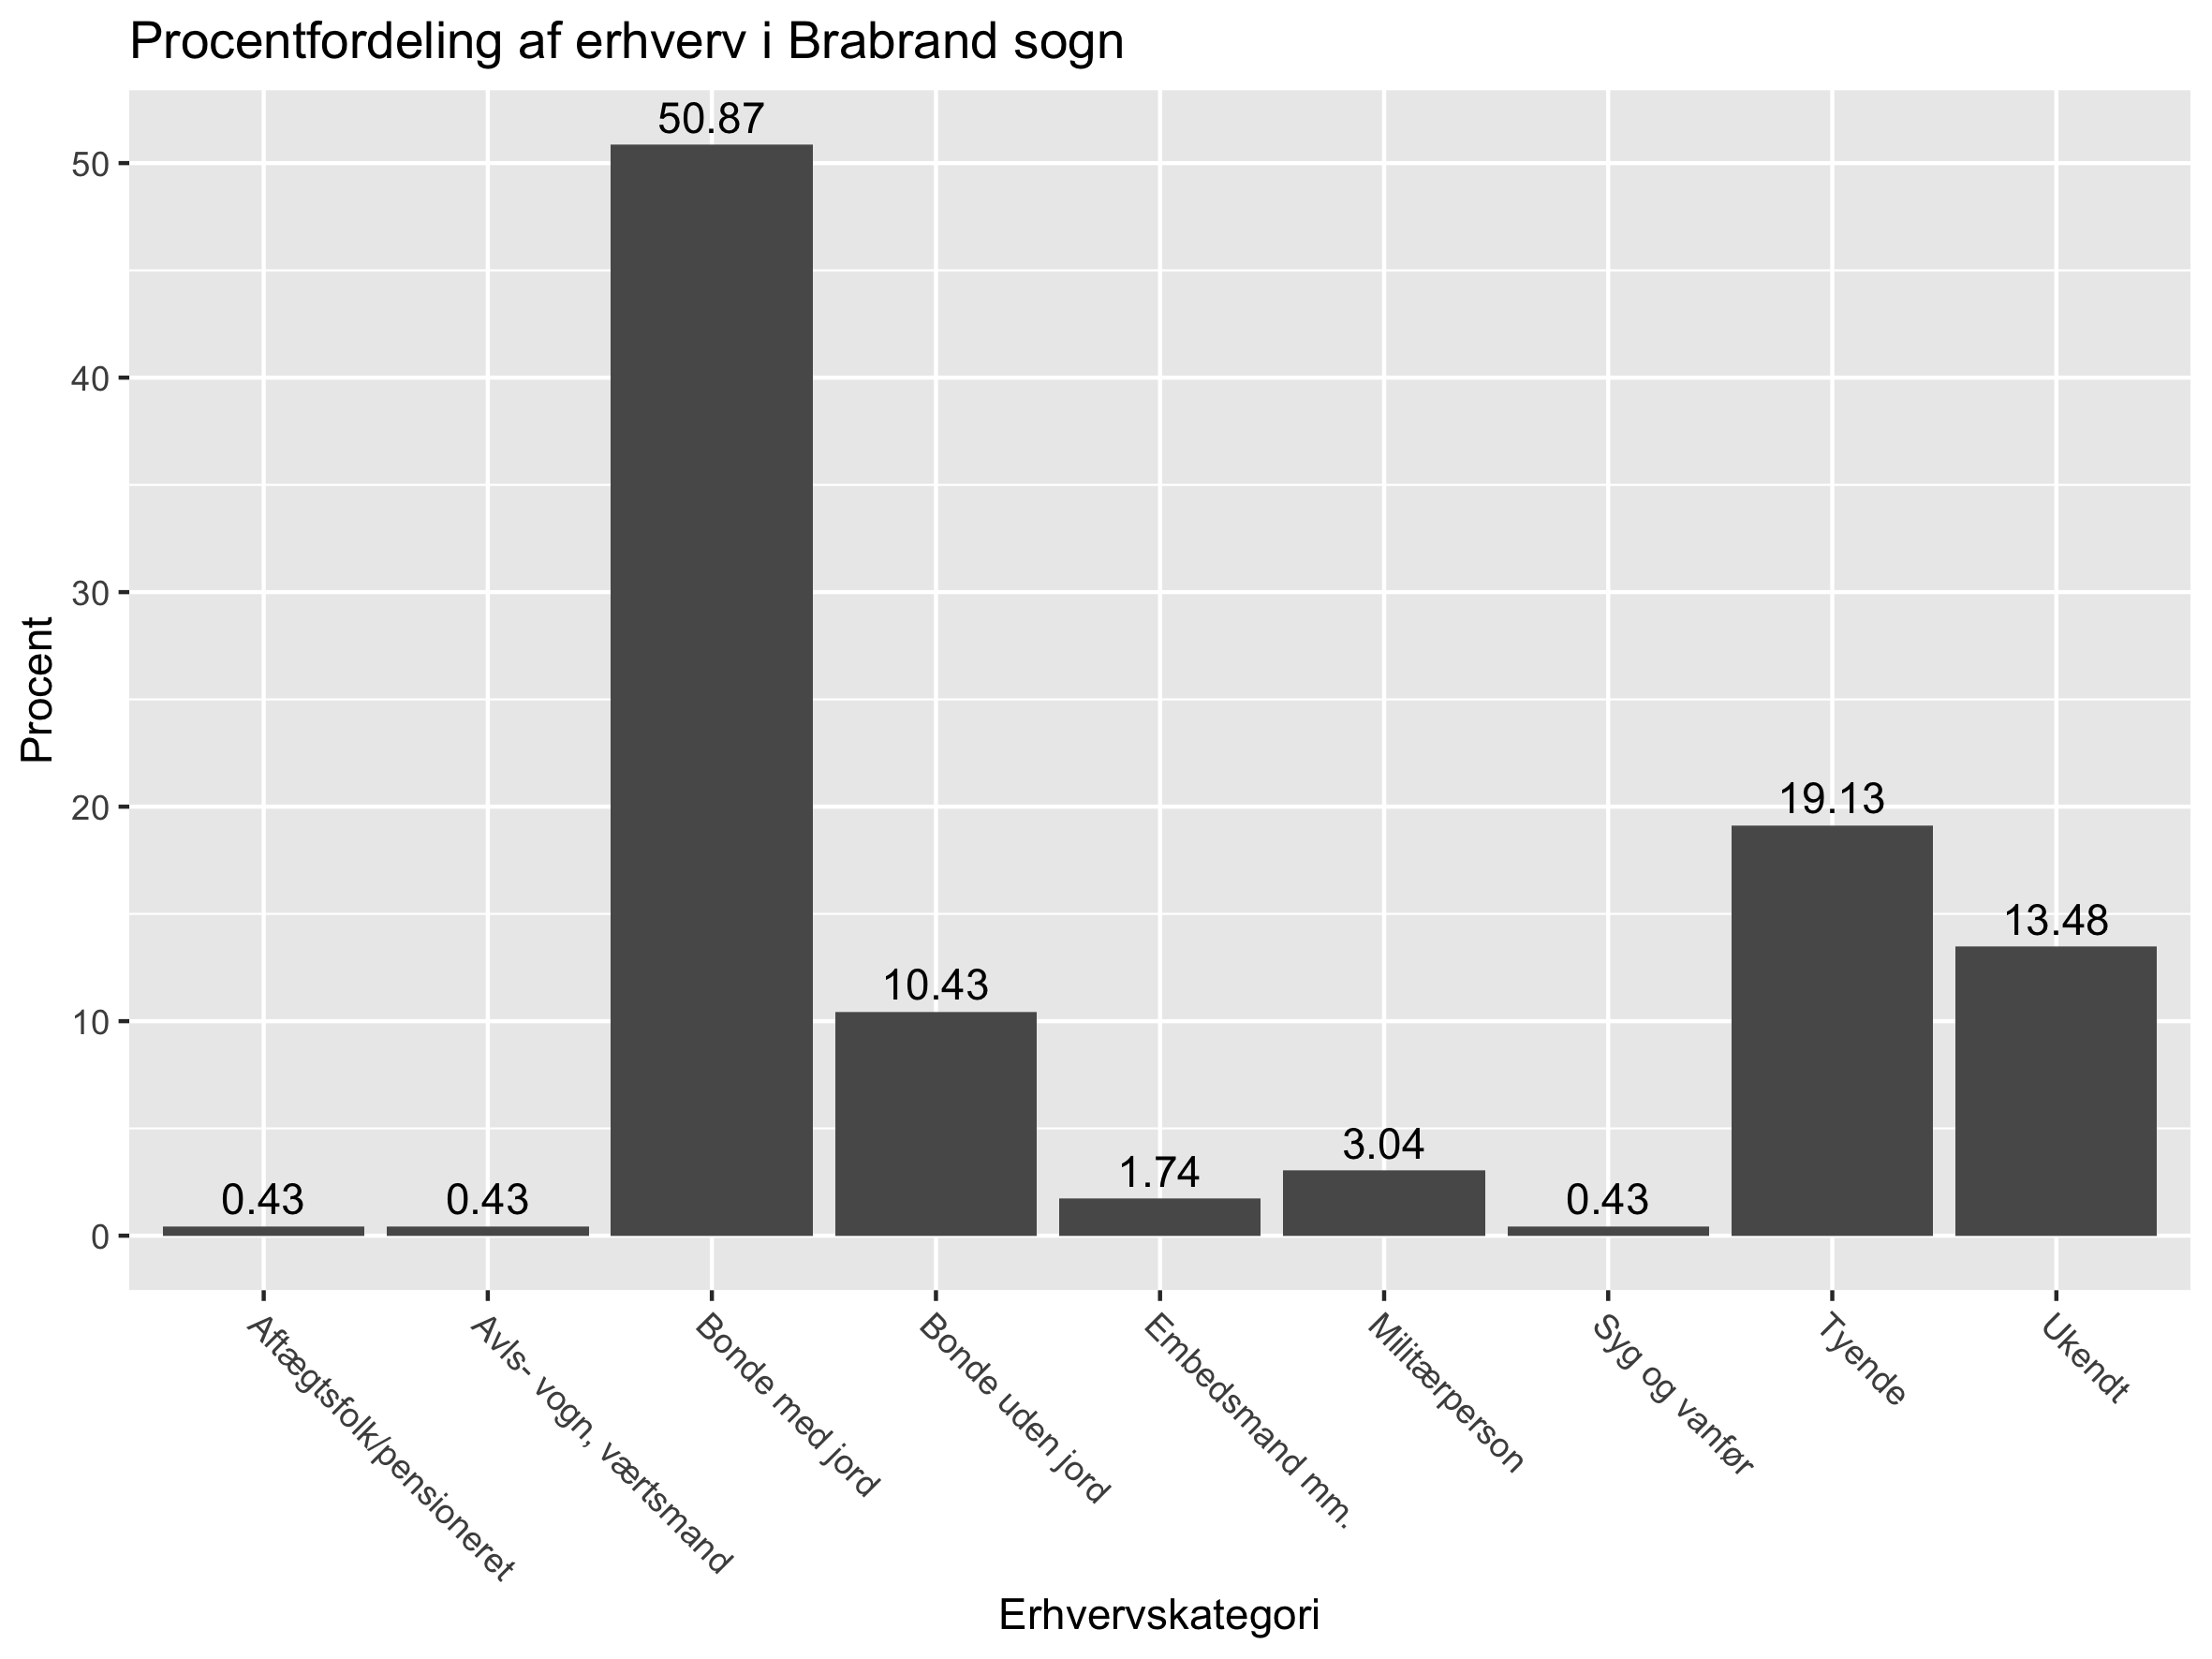 Procentfordeling af erhverv i Brabrand sogn
Procent
50
40
30
20
10
0
0.43
0.43
50.87
10.43
1.74
3.04
0.43
19.13
13.48
Aftægtsfolk/pensioneret
Avls- vogn, værtsmand
Bonde med jord
Bonde uden jord
Embedsmand mm.
Militærperson
Syg og vanfør
Tyende
Ukendt
Erhvervskategori